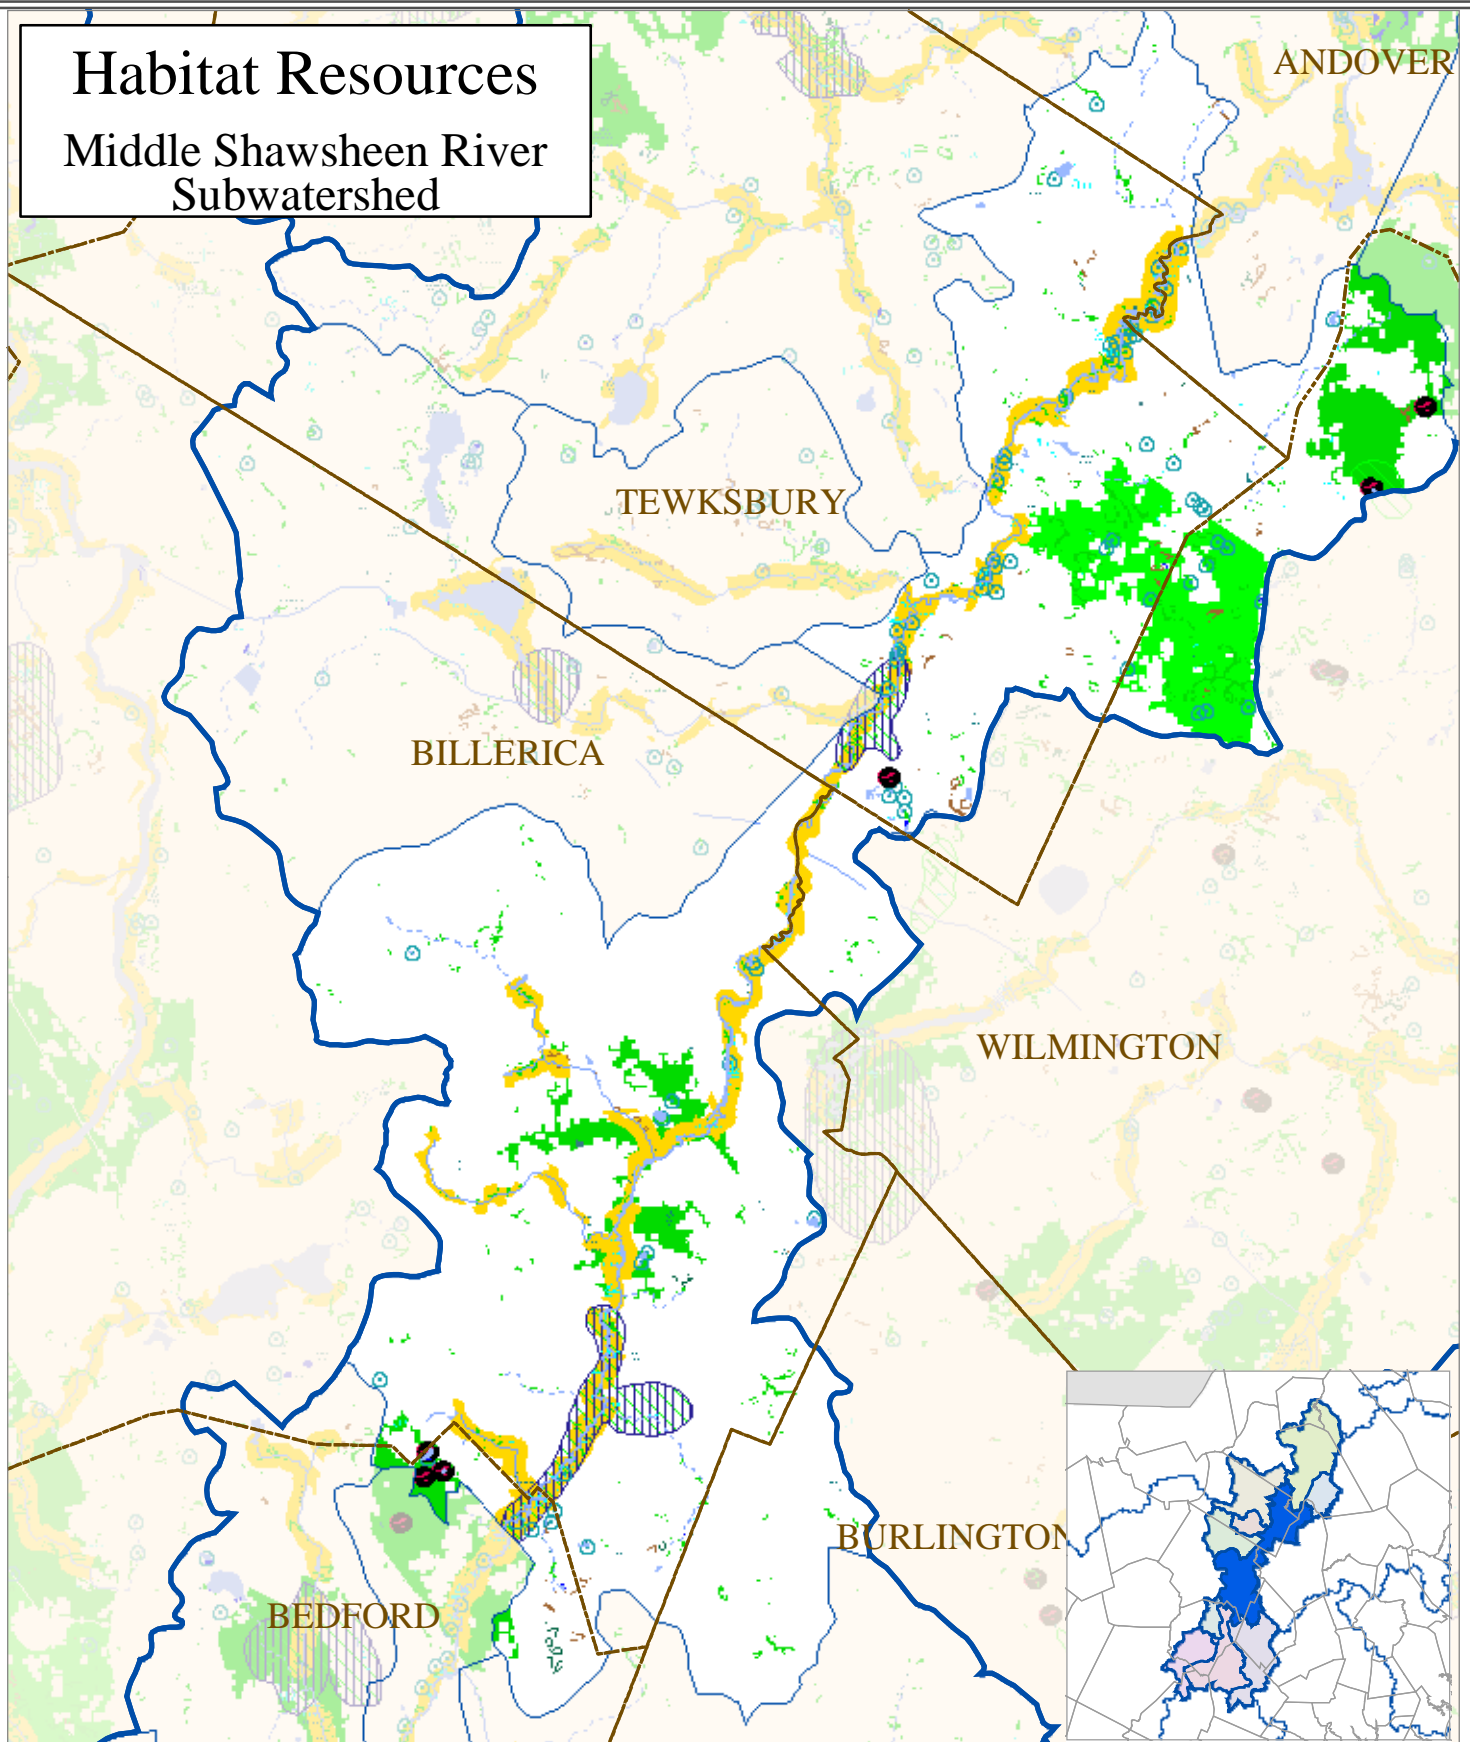 Habitat Resources
Middle Shawsheen River
Subwatershed
ANDOVER
TEWKSBURY
BILLERICA
WILMINGTON
BURLINGTON
BEDFORD